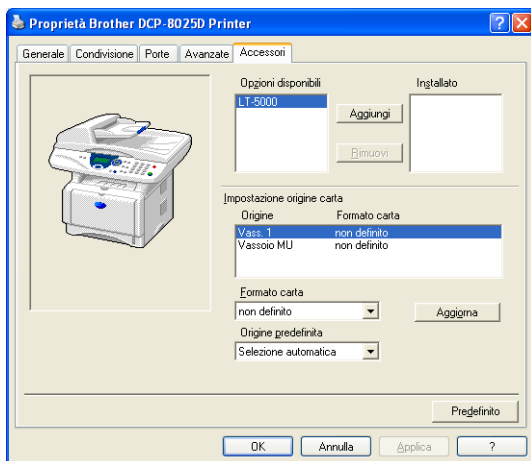 Proprietà Brother DCP-8025D Printer
Generale Condivisione Porte Avanzate Accessori
Opzioni disponibili Installato
LT-5000
Aggiungi
Rimuovi
Impostazione origine carta
Origine Formato carta
Vass. 1 non definito
Vassoio MU non definito
Formato carta
non definito Aggiorna
Origine predefinita
Selezione automatica
Predefinito
OK Annulla Applica ?